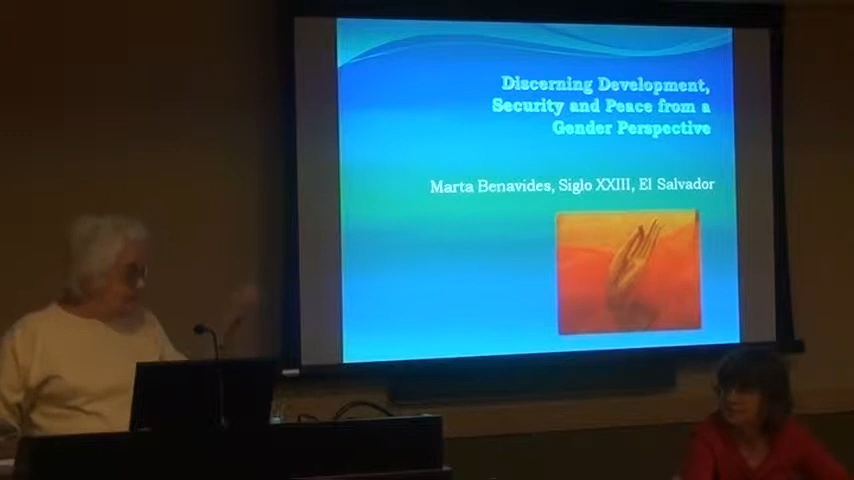 Discerning Development,
Security and Peace from a
Gender Perspective
Marta Benavides, Siglo XXIII, El Salvador